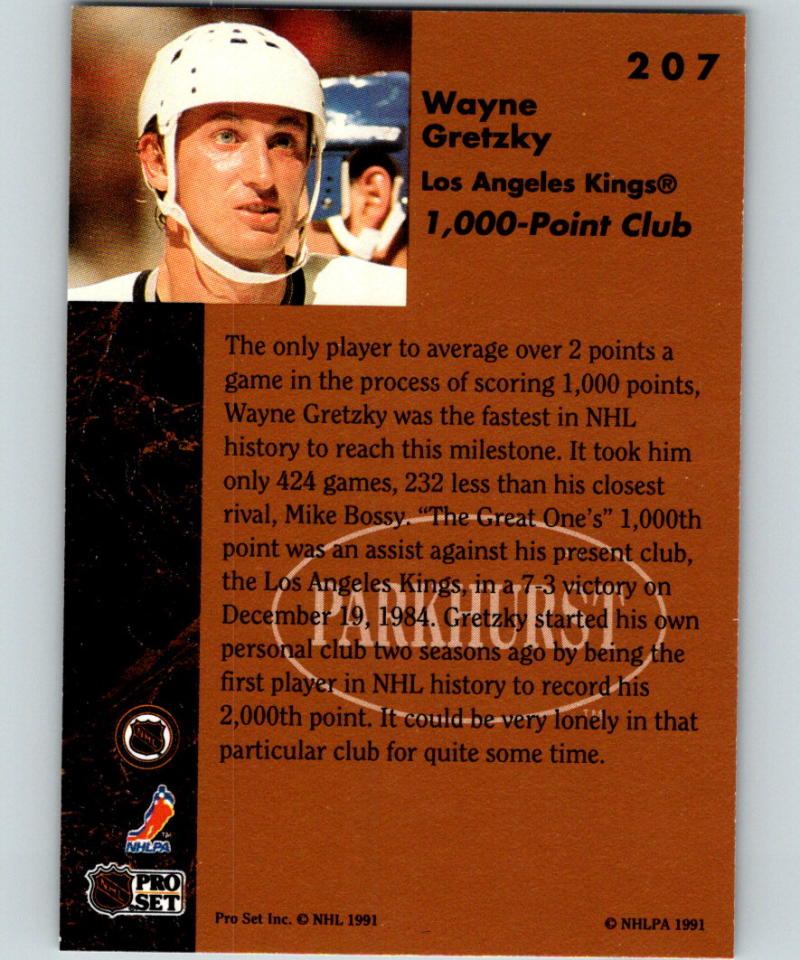 207
Wayne
Gretzky
Los Angeles Kings®
1,000-Point Club
The only player to average over 2 points a
game in the process of scoring 1,000 points,
Wayne Gretzky was the fastest in NHL
history to reach this milestone. It took him
only 424 games, 232 less than his closest
rival, Mike Bossy. “The Great One's” 1,000th
point was an assist against his present club,
the Los Angeles Kings, in a 7-3 victory on
December 19, 1984. Gretzky started his own
personal club two seasons ago by being the
first player in NHL history to record his
2,000th point. It could be very lonely in that
particular club for quite some time.
PARKHURST
TM
NHL
NHLPA
TM
PRO
SET
Pro Set Inc. © NHL 1991
© NHLPA 1991